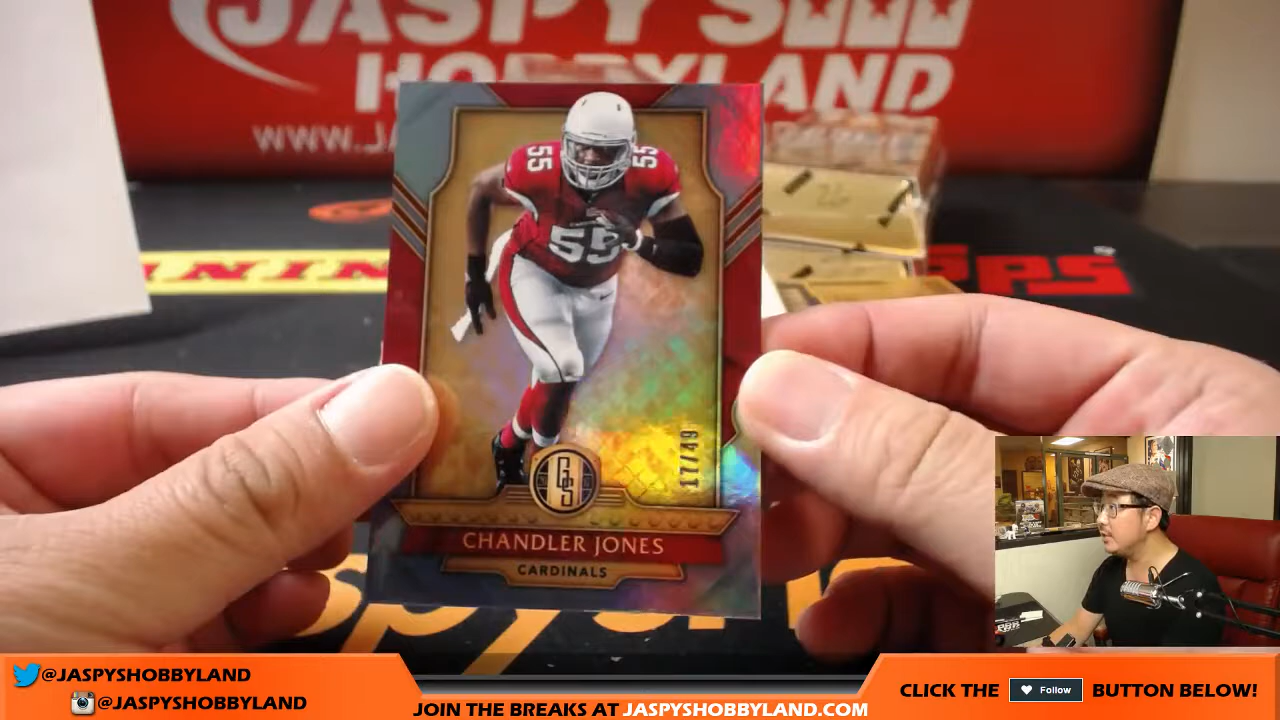 JASPY'S
HOBBYLAND
WWW.JA
55 55
55
17/49
GS
CHANDLER JONES
CARDINALS
@JASPYSHOBBYLAND
@JASPYSHOBBYLAND
JOIN THE BREAKS AT JASPYSHOBBYLAND.COM
CLICK THE Follow BUTTON BELOW!